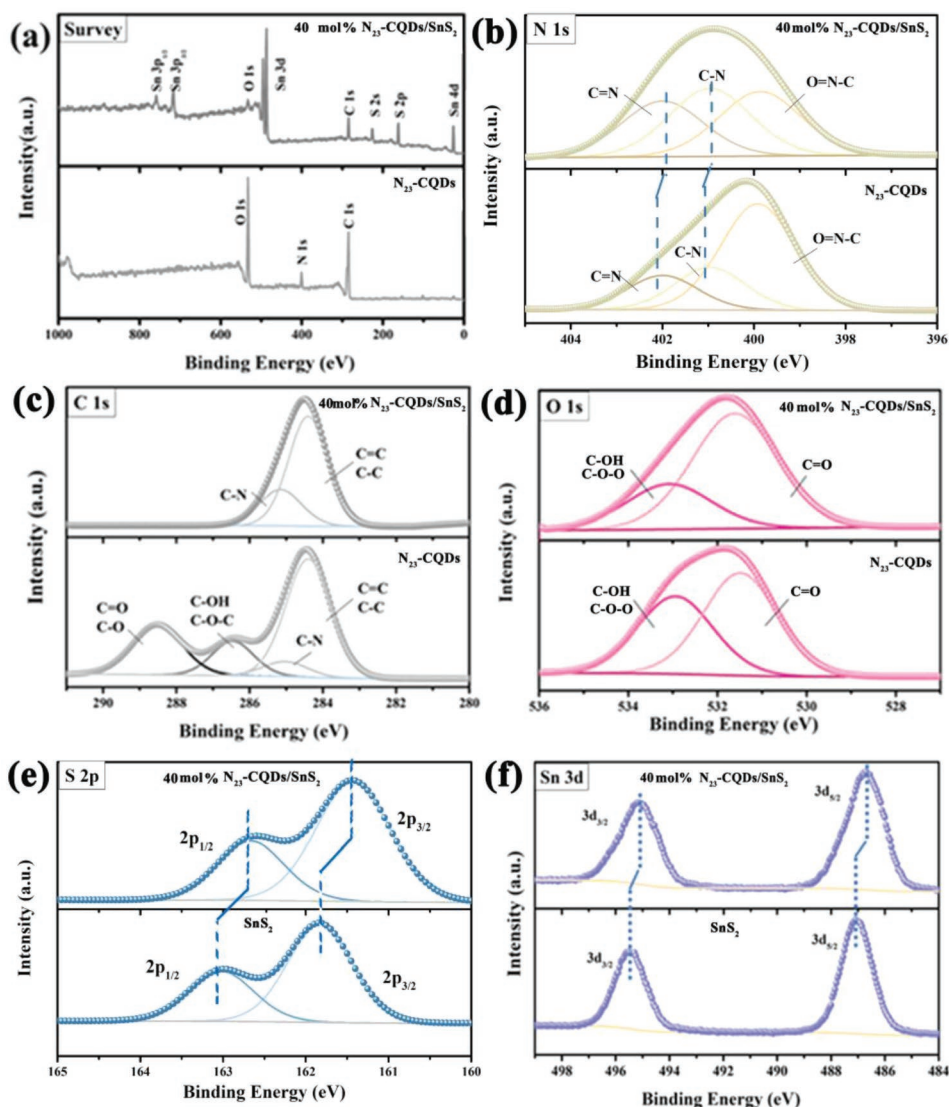 (a)
Survey
40 mol% N₂₃-CQDs/SnS₂
Sn 3p₁/₂
Sn 3p₃/₂
O 1s
Sn 3d
C 1s
S 2s
S 2p
Sn 4d
N₂₃-CQDs
O 1s
N 1s
C 1s
Intensity(a.u.)
1000 800 600 400 200 0
Binding Energy (eV)
(b)
N 1s
40 mol% N₂₃-CQDs/SnS₂
C=N
C-N
O=N-C
N₂₃-CQDs
C=N
C-N
O=N-C
Intensity (a.u.)
404 402 400 398 396
Binding Energy (eV)
(c)
C 1s
40mol% N₂₃-CQDs/SnS₂
C-N
C=C
C-C
N₂₃-CQDs
C=O
C-O
C-OH
C-O-C
C-N
C=C
C-C
Intensity (a.u.)
290 288 286 284 282 280
Binding Energy (eV)
(d)
O 1s
40 mol% N₂₃-CQDs/SnS₂
C-OH
C-O-O
C=O
N₂₃-CQDs
C-OH
C-O-O
C=O
Intensity (a.u.)
536 534 532 530 528
Binding Energy (eV)
(e)
S 2p
40 mol% N₂₃-CQDs/SnS₂
2p₁/₂
2p₃/₂
SnS₂
2p₁/₂
2p₃/₂
Intensity (a.u.)
165 164 163 162 161 160
Binding Energy (eV)
(f)
Sn 3d
40 mol% N₂₃-CQDs/SnS₂
3d₃/₂
3d₅/₂
SnS₂
3d₃/₂
3d₅/₂
Intensity (a.u.)
498 496 494 492 490 488 486 484
Binding Energy (eV)